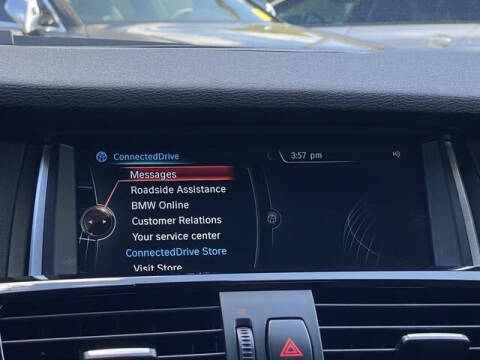 ConnectedDrive
3:57 pm
Messages
Roadside Assistance
BMW Online
Customer Relations
Your service center
ConnectedDrive Store
Visit Store